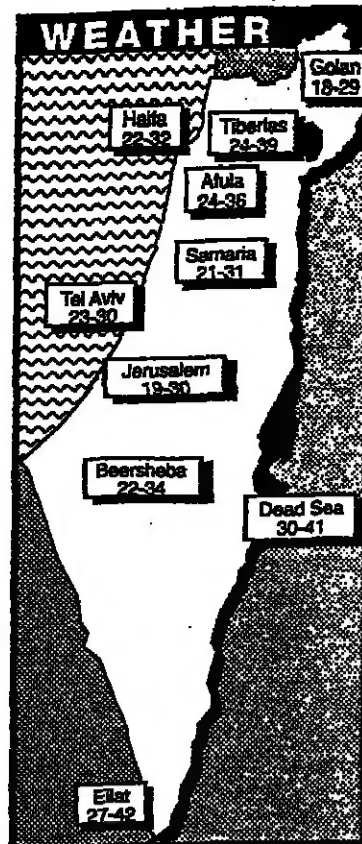 WEATHER
Golan
18-29
Haifa
22-32
Tiberias
24-39
Afula
24-36
Samaria
21-31
Tel Aviv
23-30
Jerusalem
19-30
Beersheba
22-34
Dead Sea
30-41
Eilat
27-42